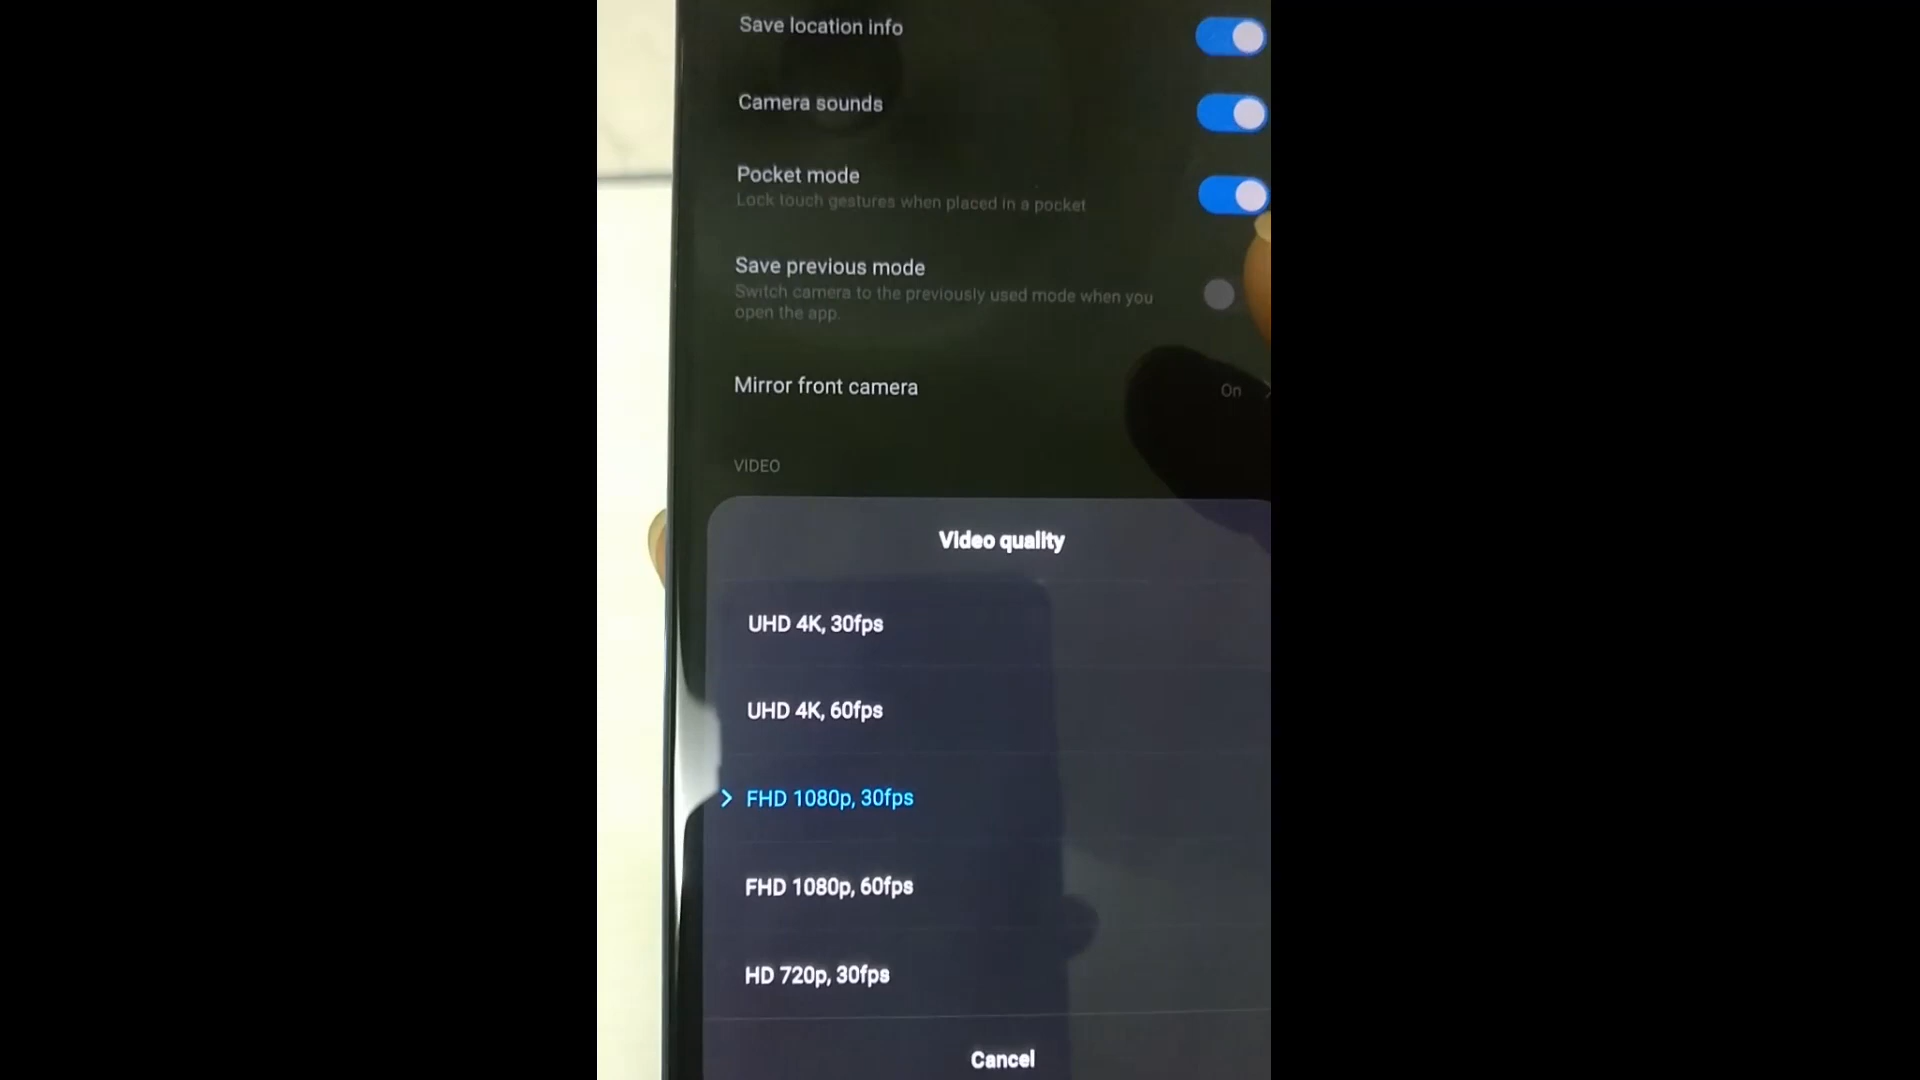 Save location info
Camera sounds
Pocket mode
Lock touch gestures when placed in a pocket
Save previous mode
Switch camera to the previously used mode when you
open the app.
Mirror front camera
On
VIDEO
Video quality
UHD 4K, 30fps
UHD 4K, 60fps
FHD 1080p, 30fps
FHD 1080p, 60fps
HD 720p, 30fps
Cancel